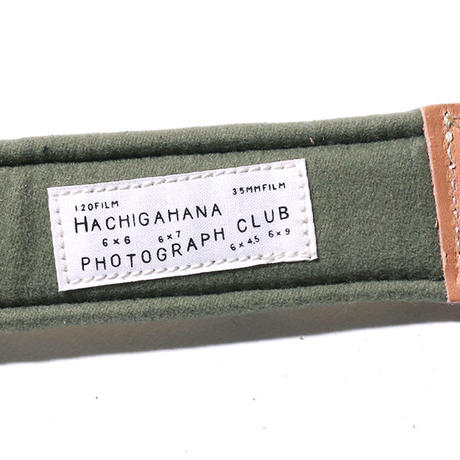 120FILM 35MMFILM
HACHIGAHANA
6×6 6×7
PHOTOGRAPH CLUB
6×4,5 6×9